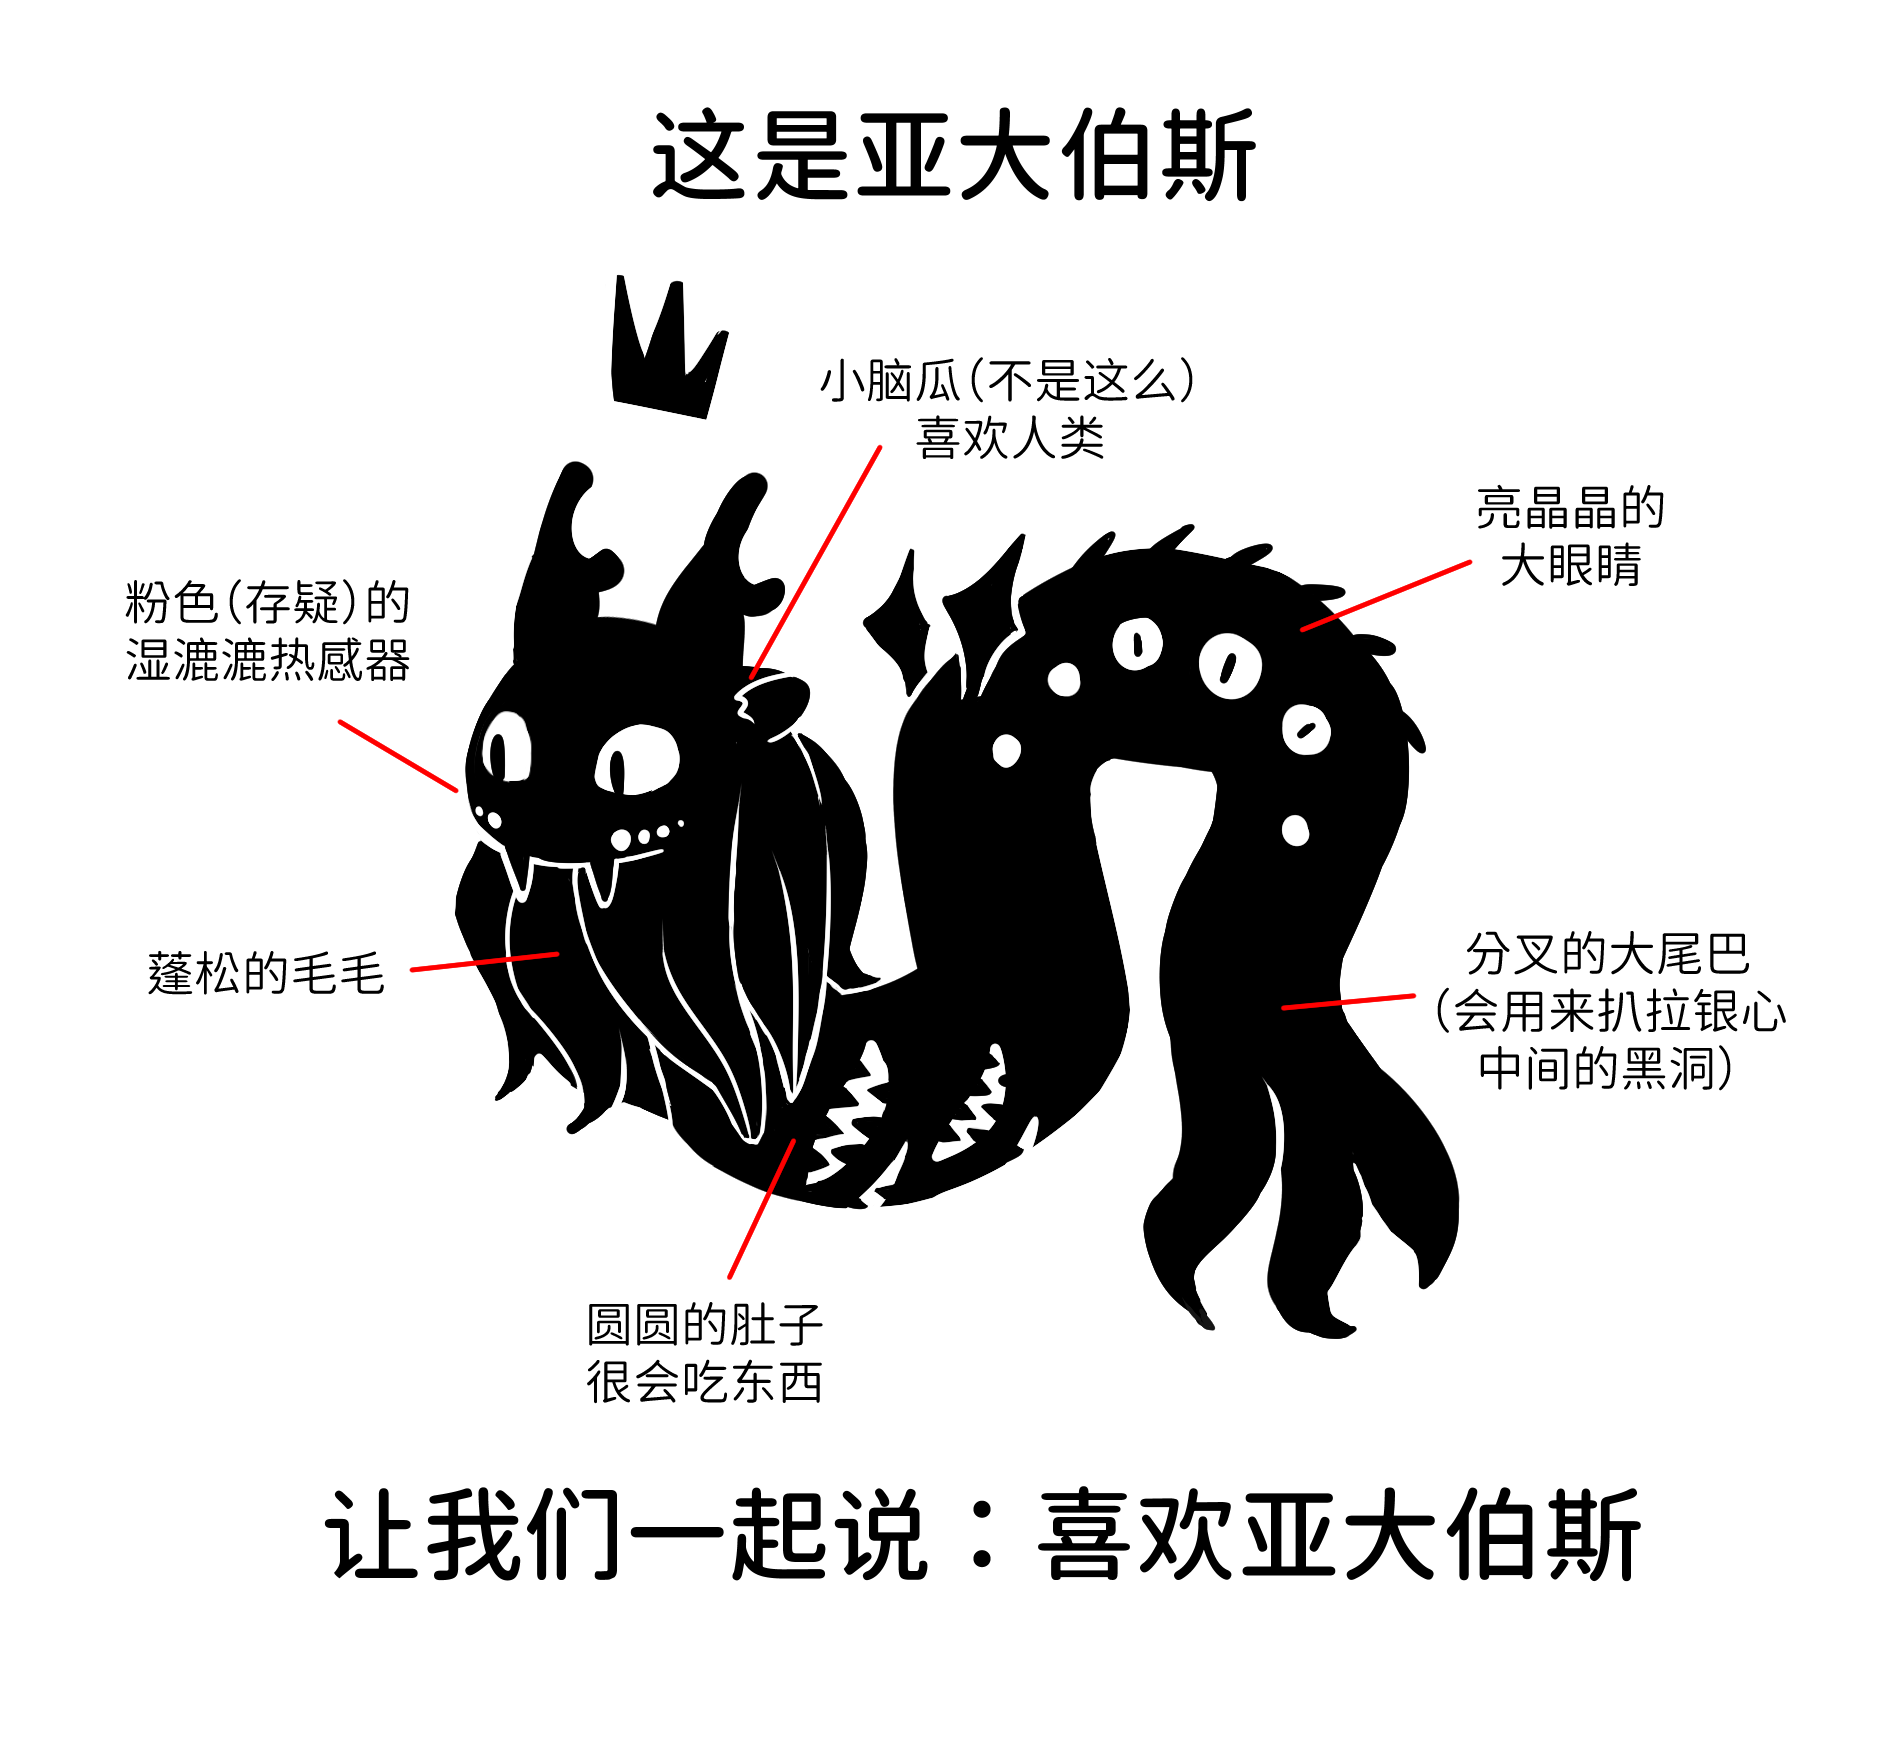 这是亚大伯斯
小脑瓜(不是这么)
喜欢人类
亮晶晶的
大眼睛
粉色(存疑)的
湿漉漉热感器
蓬松的毛毛
分叉的大尾巴
(会用来扒拉银心
中间的黑洞)
圆圆的肚子
很会吃东西
让我们一起说：喜欢亚大伯斯